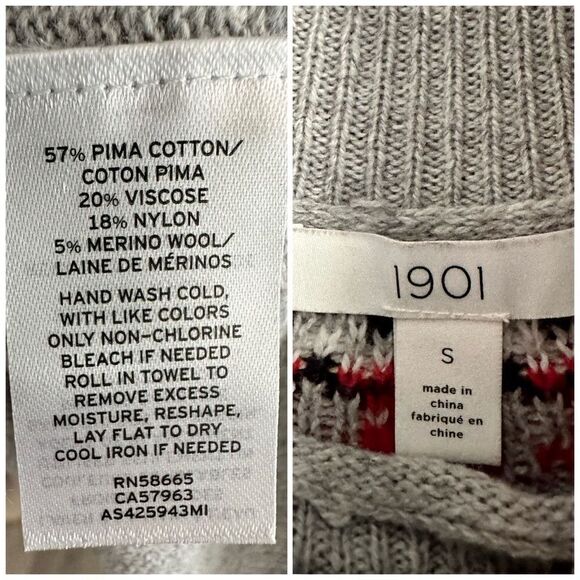 57% PIMA COTTON/
COTON PIMA
20% VISCOSE
18% NYLON
5% MERINO WOOL/
LAINE DE MÉRINOS
HAND WASH COLD,
WITH LIKE COLORS
ONLY NON-CHLORINE
BLEACH IF NEEDED
ROLL IN TOWEL TO
REMOVE EXCESS
MOISTURE, RESHAPE,
LAY FLAT TO DRY
COOL IRON IF NEEDED
RN58665
CA57963
AS425943MI
1901
S
made in
china
fabriqué en
chine